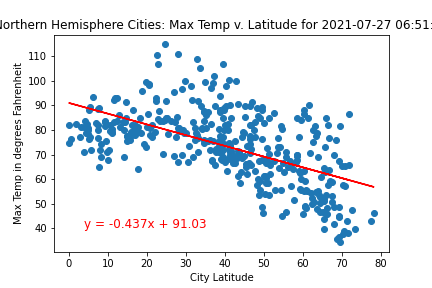 Northern Hemisphere Cities: Max Temp v. Latitude for 2021-07-27 06:51:
110
100
90
80
70
60
50
40
Max Temp in degrees Fahrenheit
y = -0.437x + 91.03
0 10 20 30 40 50 60 70 80
City Latitude